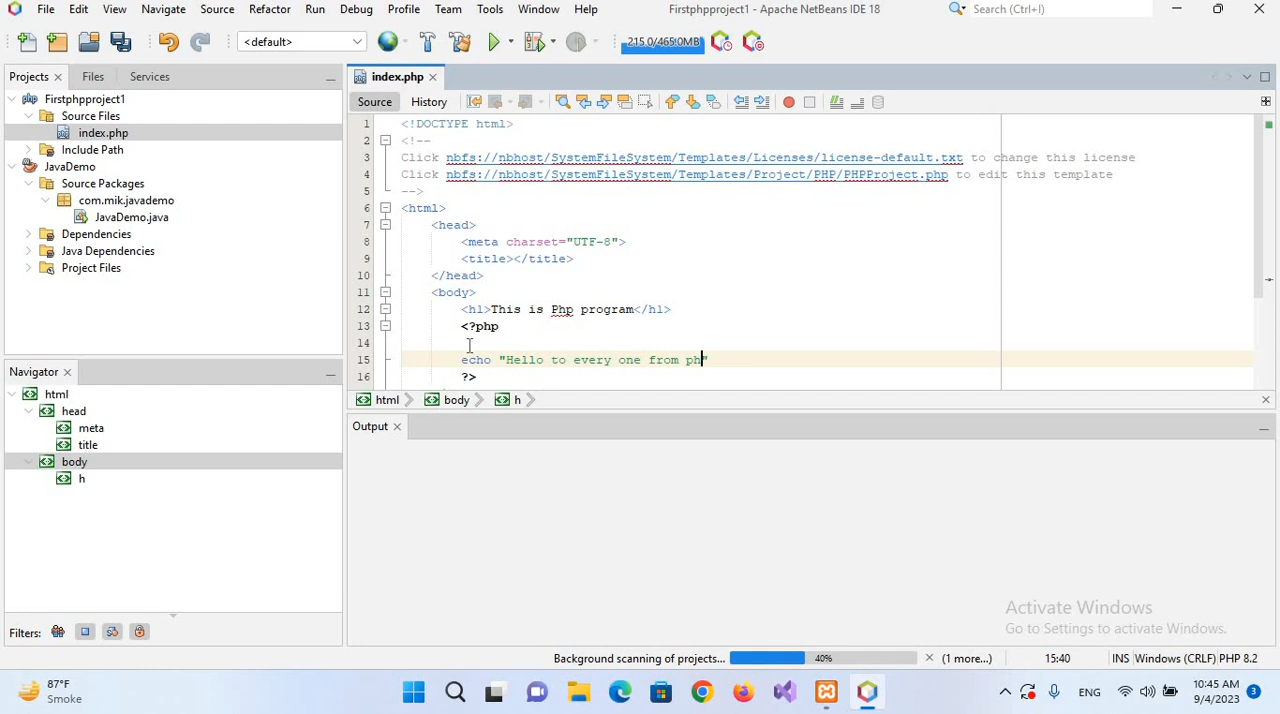 File Edit View Navigate Source Refactor Run Debug Profile Team Tools Window Help
Firstphpproject1 - Apache NetBeans IDE 18
Search (Ctrl+I)
<default>
215.0/465.0MB
Projects Files Services
Firstphpproject1
Source Files
index.php
Include Path
JavaDemo
Source Packages
com.mik.javademo
JavaDemo.java
Dependencies
Java Dependencies
Project Files
Navigator
html
head
meta
title
body
h
Filters:
index.php
Source History
1 <!DOCTYPE html>
2 <!--
3 Click nbfs://nbhost/SystemFileSystem/Templates/Licenses/license-default.txt to change this license
4 Click nbfs://nbhost/SystemFileSystem/Templates/Project/PHP/PHPProject.php to edit this template
5 -->
6 <html>
7 <head>
8 <meta charset="UTF-8">
9 <title></title>
10 </head>
11 <body>
12 <h1>This is Php program</h1>
13 <?php
14
15 echo "Hello to every one from ph"
16 ?>
html body h
Output
Activate Windows
Go to Settings to activate Windows.
Background scanning of projects... 40% (1 more...) 15:40 INS Windows (CRLF) PHP 8.2
87°F
Smoke
ENG
10:45 AM
9/4/2023
3